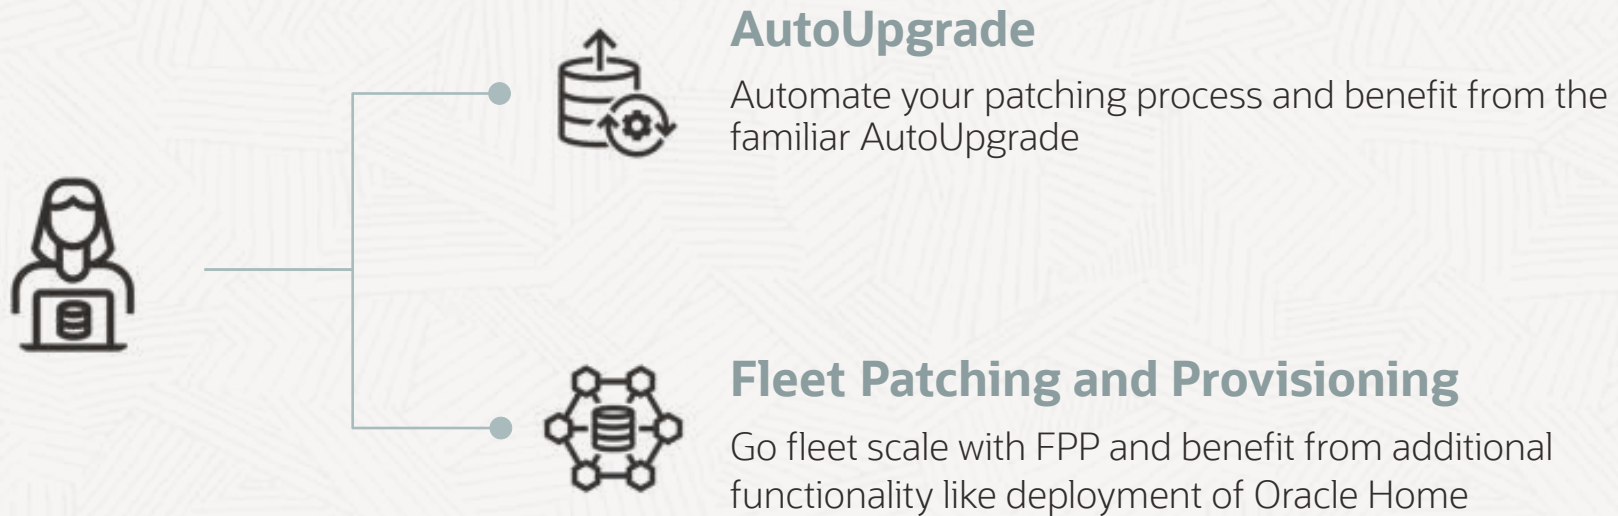 AutoUpgrade
Automate your patching process and benefit from the
familiar AutoUpgrade
Fleet Patching and Provisioning
Go fleet scale with FPP and benefit from additional
functionality like deployment of Oracle Home